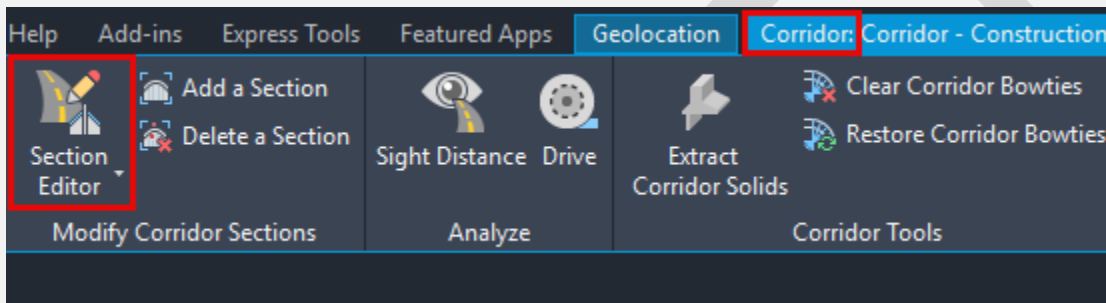 Help Add-ins Express Tools Featured Apps Geolocation Corridor: Corridor - Construction
Section
Editor
Add a Section
Delete a Section
Modify Corridor Sections
Sight Distance
Drive
Analyze
Extract
Corridor Solids
Clear Corridor Bowties
Restore Corridor Bowties
Corridor Tools